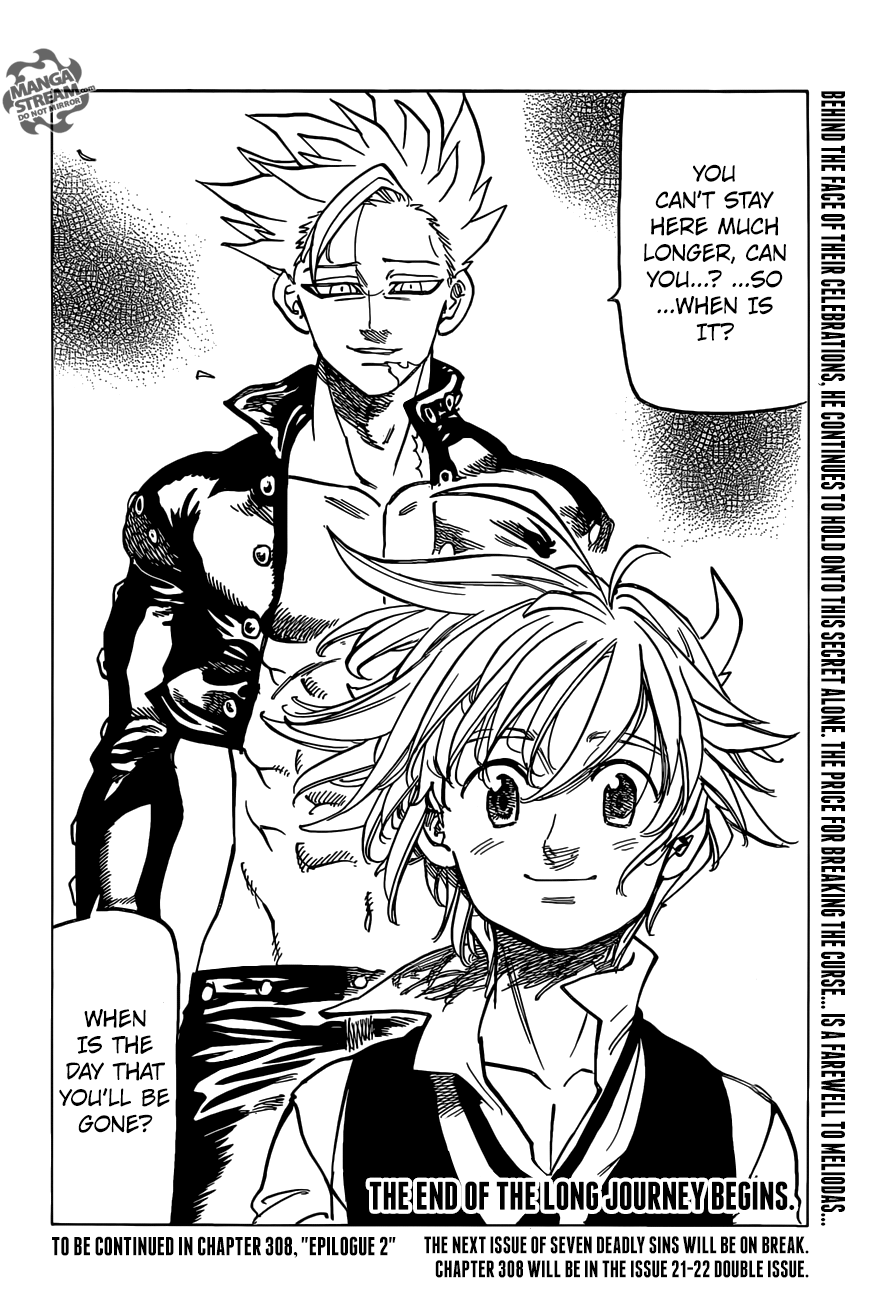 MANGA
STREAM.com
DO NOT MIRROR
YOU
CAN'T STAY
HERE MUCH
LONGER, CAN
YOU...? ...SO
...WHEN IS
IT?
BEHIND THE FACE OF THEIR CELEBRATIONS, HE CONTINUES TO HOLD ONTO THIS SECRET ALONE. THE PRICE FOR BREAKING THE CURSE... IS A FAREWELL TO MELIODAS...
WHEN
IS THE
DAY THAT
YOU'LL BE
GONE?
THE END OF THE LONG JOURNEY BEGINS.
TO BE CONTINUED IN CHAPTER 308, "EPILOGUE 2"
THE NEXT ISSUE OF SEVEN DEADLY SINS WILL BE ON BREAK.
CHAPTER 308 WILL BE IN THE ISSUE 21-22 DOUBLE ISSUE.